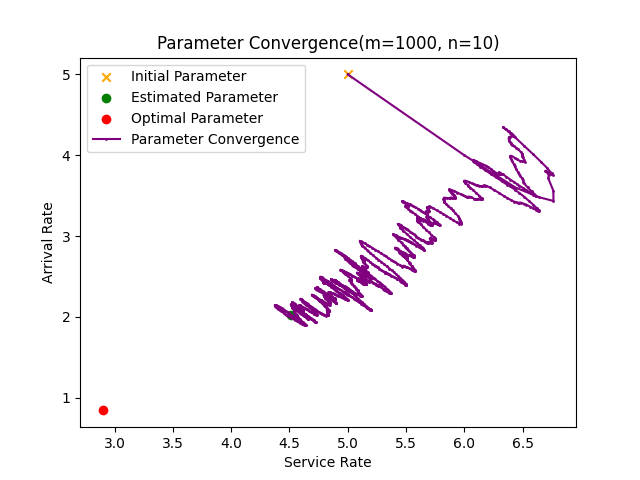 Parameter Convergence(m=1000, n=10)
Initial Parameter
Estimated Parameter
Optimal Parameter
Parameter Convergence
5
4
3
2
1
Arrival Rate
3.0 3.5 4.0 4.5 5.0 5.5 6.0 6.5
Service Rate